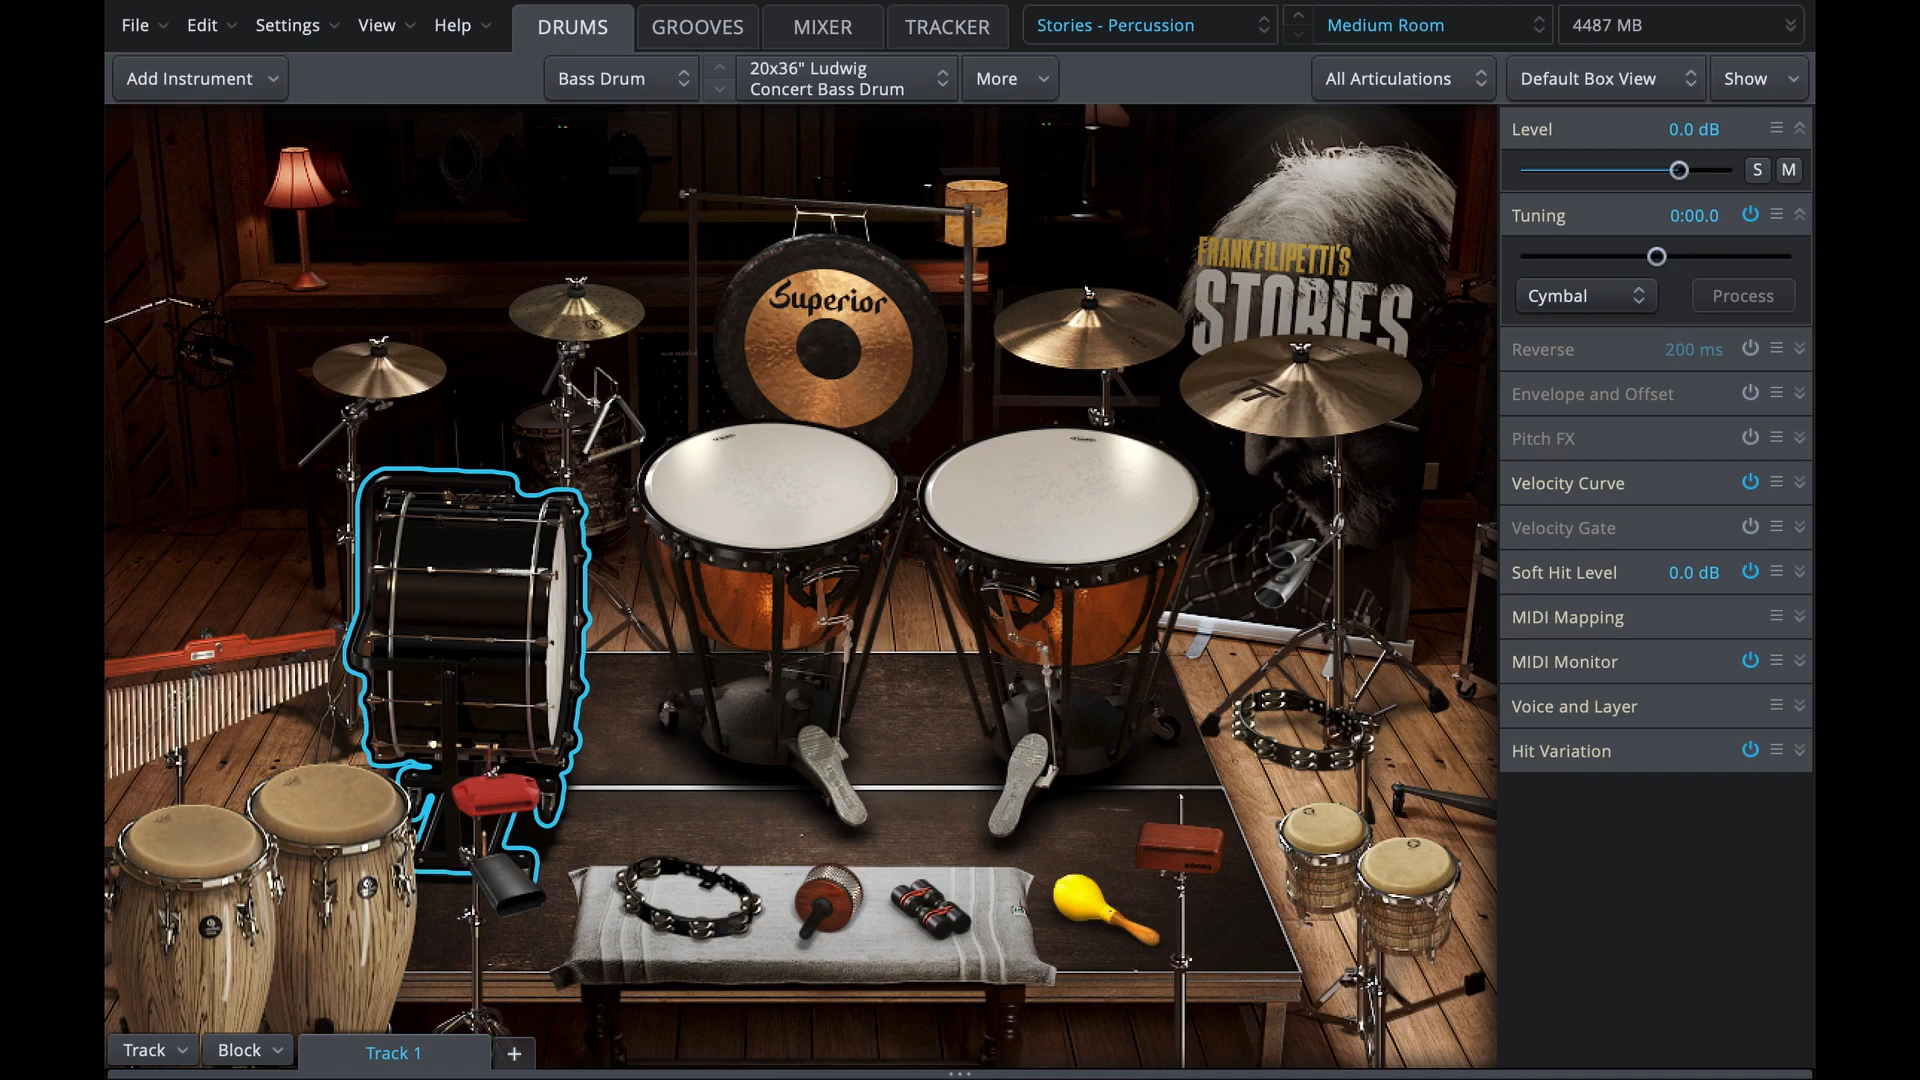 File Edit Settings View Help DRUMS GROOVES MIXER TRACKER Stories - Percussion Medium Room 4487 MB
Add Instrument Bass Drum 20x36" Ludwig
Concert Bass Drum More All Articulations Default Box View Show
Level 0.0 dB
S M
Tuning 0:00.0
Cymbal Process
Reverse 200 ms
Envelope and Offset
Pitch FX
Velocity Curve
Velocity Gate
Soft Hit Level 0.0 dB
MIDI Mapping
MIDI Monitor
Voice and Layer
Hit Variation
Superior
FRANK FILIPETTI'S
STORIES
Track Block Track 1 +